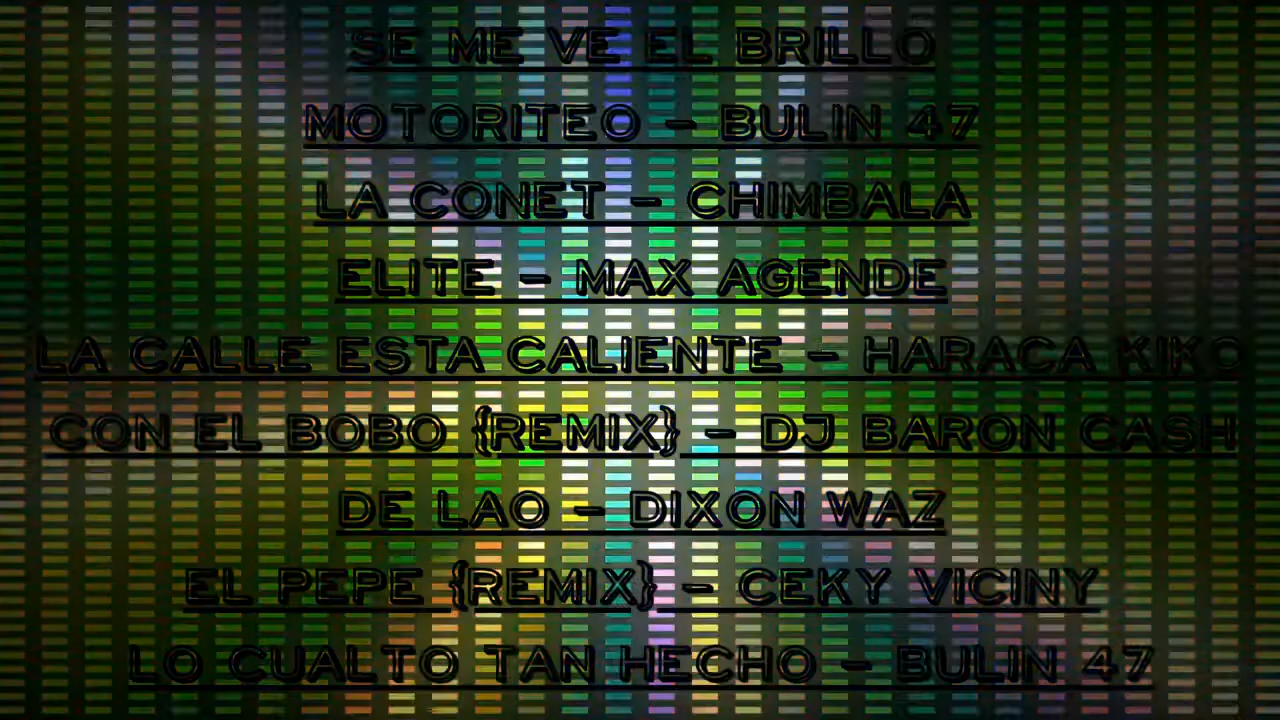 SE ME VE EL BRILLO
MOTORITEO - BULIN 47
LA CONET - CHIMBALA
ELITE - MAX AGENDE
LA CALLE ESTA CALIENTE - HARACA KIKO
CON EL BOBO {REMIX} - DJ BARON CASH
DE LAO - DIXON WAZ
EL PEPE {REMIX} - CEKY VICINY
LO CUALTO TAN HECHO - BULIN 47